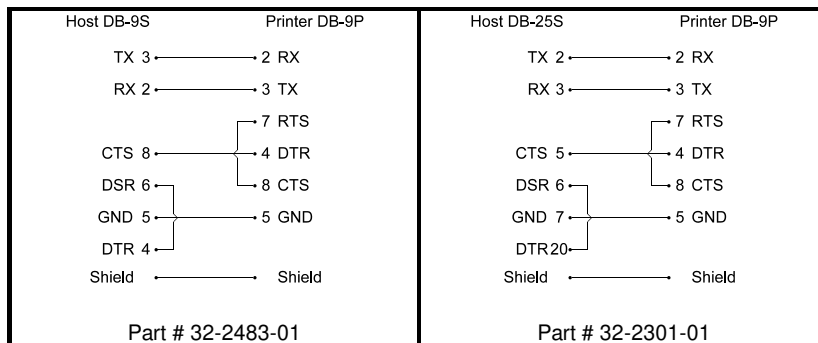 Host DB-9S Printer DB-9P
TX 3 2 RX
RX 2 3 TX
7 RTS
CTS 8 4 DTR
DSR 6 8 CTS
GND 5 5 GND
DTR 4
Shield Shield
Part # 32-2483-01
Host DB-25S Printer DB-9P
TX 2 2 RX
RX 3 3 TX
7 RTS
CTS 5 4 DTR
DSR 6 8 CTS
GND 7 5 GND
DTR20
Shield Shield
Part # 32-2301-01